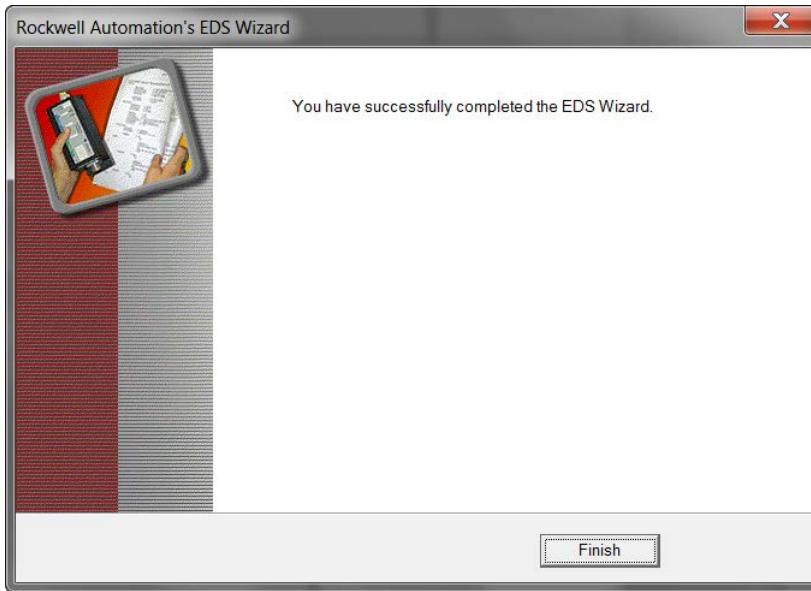 Rockwell Automation's EDS Wizard
You have successfully completed the EDS Wizard.
Finish